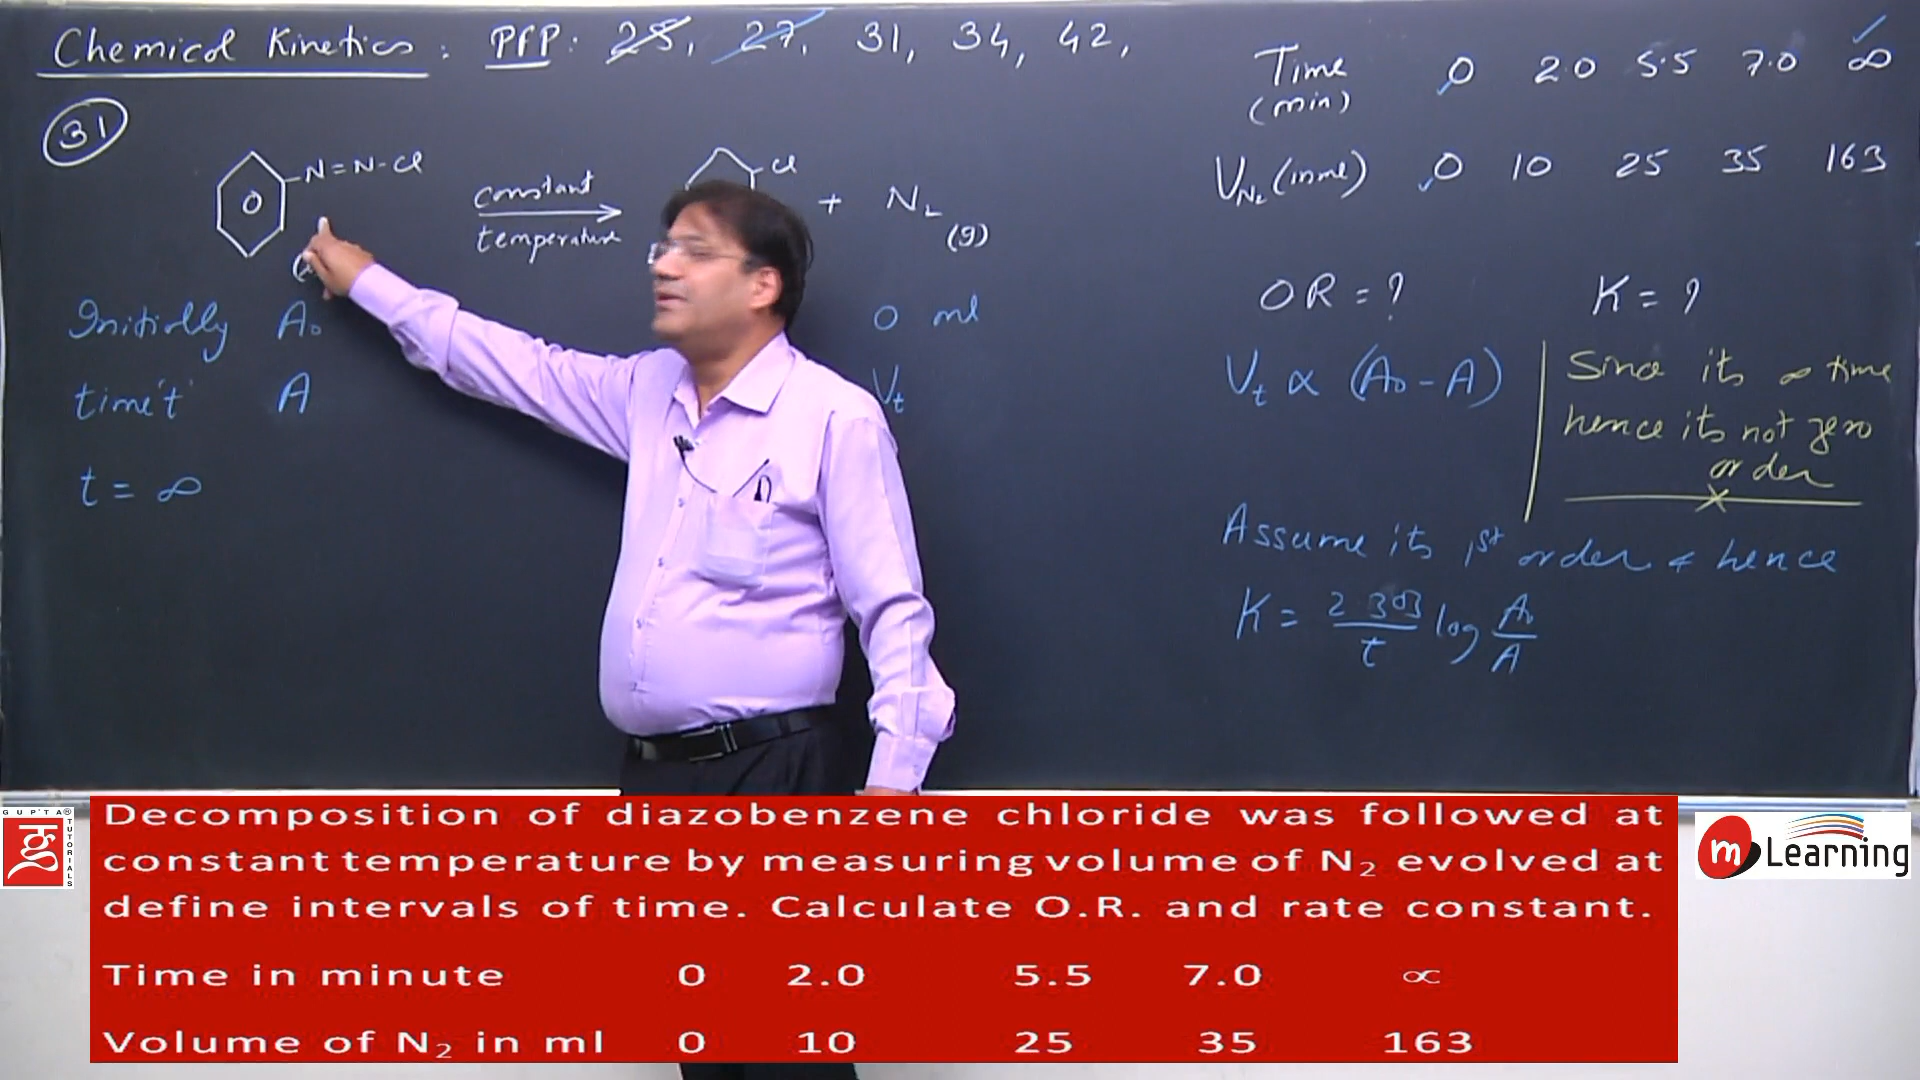 Chemical Kinetics : PFP : 25, 27, 31, 34, 42,
31
N=N-Cl
constant
temperature
Cl
+ N2 (g)
Initially A₀ 0 ml
time 't' A Vt
t = ∞
Time (min) 0 2.0 5.5 7.0 ∞
V N2 (in ml) 0 10 25 35 163
OR = ? K = ?
Vt ∝ (A₀ - A)
Since its ∞ time
hence its not zero
order
Assume its 1st order & hence
K = 2.303/t log A₀/A
Decomposition of diazobenzene chloride was followed at
constant temperature by measuring volume of N₂ evolved at
define intervals of time. Calculate O.R. and rate constant.
Time in minute 0 2.0 5.5 7.0 ∝
Volume of N₂ in ml 0 10 25 35 163
GUPTA® TUTORIALS
m Learning